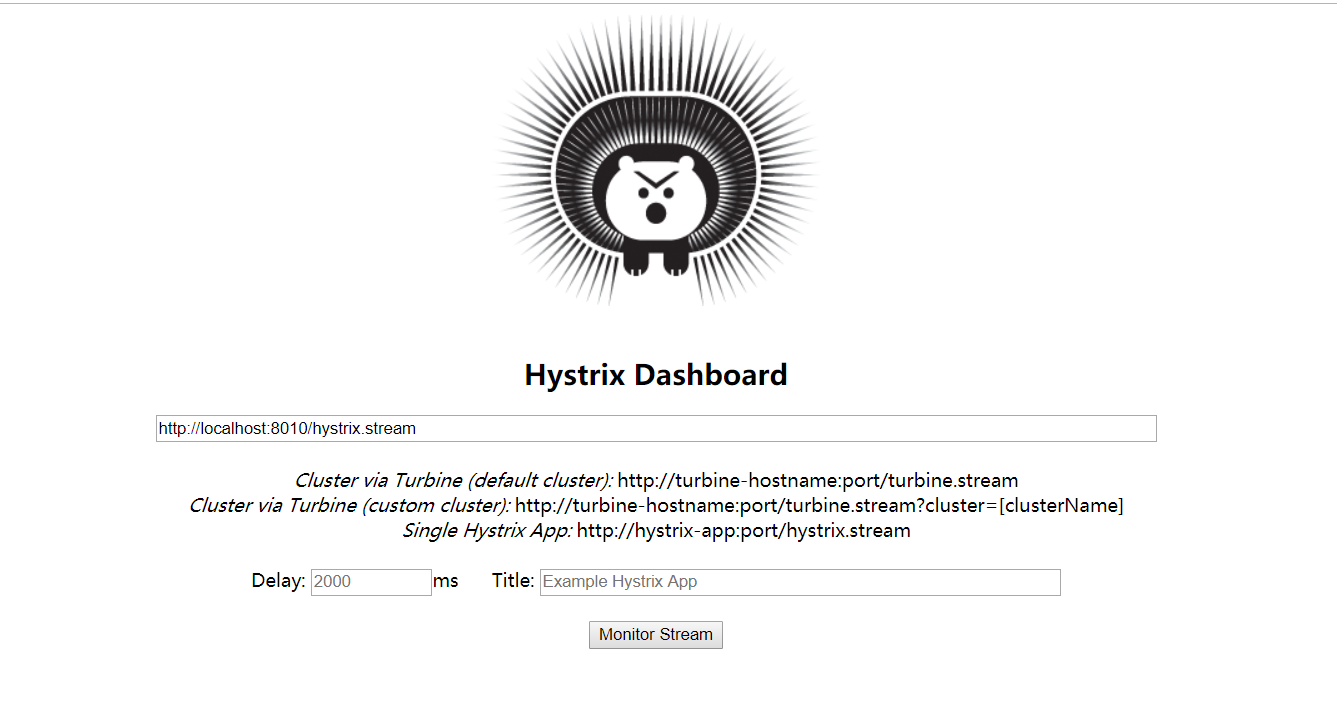 Hystrix Dashboard
http://localhost:8010/hystrix.stream
Cluster via Turbine (default cluster): http://turbine-hostname:port/turbine.stream
Cluster via Turbine (custom cluster): http://turbine-hostname:port/turbine.stream?cluster=[clusterName]
Single Hystrix App: http://hystrix-app:port/hystrix.stream
Delay: 2000 ms Title: Example Hystrix App
Monitor Stream